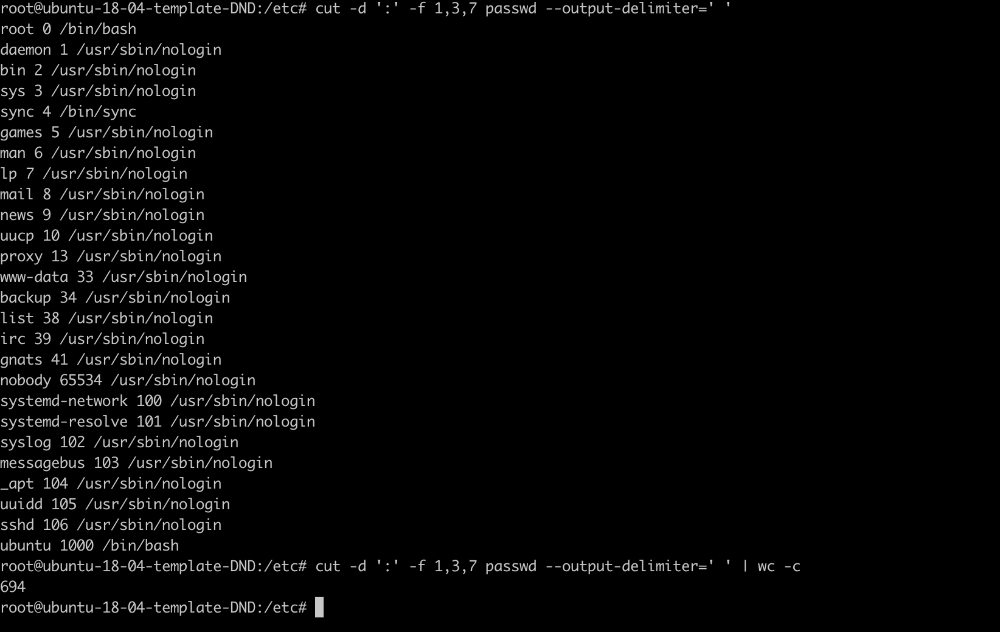 root@ubuntu-18-04-template-DND:/etc# cut -d ':' -f 1,3,7 passwd --output-delimiter=' '
root 0 /bin/bash
daemon 1 /usr/sbin/nologin
bin 2 /usr/sbin/nologin
sys 3 /usr/sbin/nologin
sync 4 /bin/sync
games 5 /usr/sbin/nologin
man 6 /usr/sbin/nologin
lp 7 /usr/sbin/nologin
mail 8 /usr/sbin/nologin
news 9 /usr/sbin/nologin
uucp 10 /usr/sbin/nologin
proxy 13 /usr/sbin/nologin
www-data 33 /usr/sbin/nologin
backup 34 /usr/sbin/nologin
list 38 /usr/sbin/nologin
irc 39 /usr/sbin/nologin
gnats 41 /usr/sbin/nologin
nobody 65534 /usr/sbin/nologin
systemd-network 100 /usr/sbin/nologin
systemd-resolve 101 /usr/sbin/nologin
syslog 102 /usr/sbin/nologin
messagebus 103 /usr/sbin/nologin
_apt 104 /usr/sbin/nologin
uuidd 105 /usr/sbin/nologin
sshd 106 /usr/sbin/nologin
ubuntu 1000 /bin/bash
root@ubuntu-18-04-template-DND:/etc# cut -d ':' -f 1,3,7 passwd --output-delimiter=' ' | wc -c
694
root@ubuntu-18-04-template-DND:/etc#